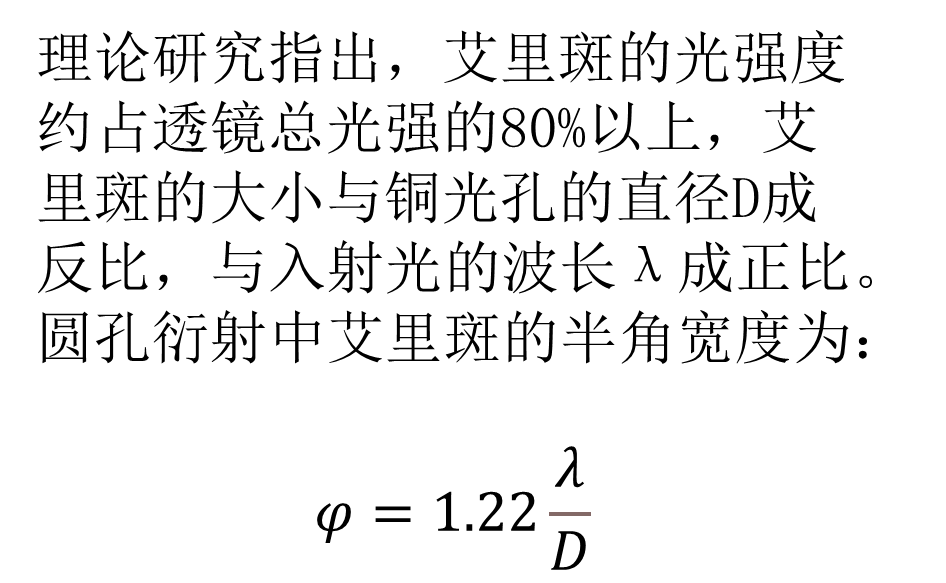 理论研究指出，艾里斑的光强度
约占透镜总光强的80%以上，艾
里斑的大小与铜光孔的直径D成
反比，与入射光的波长λ成正比。
圆孔衍射中艾里斑的半角宽度为：
φ = 1.22 λ/D